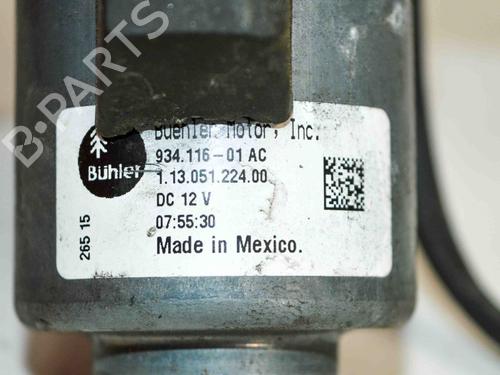 Buehler Motor, Inc.
Bühler
934.116-01 AC
1.13.051.224.00
DC 12 V
07:55:30
Made in Mexico.
265 15
B-PARTS